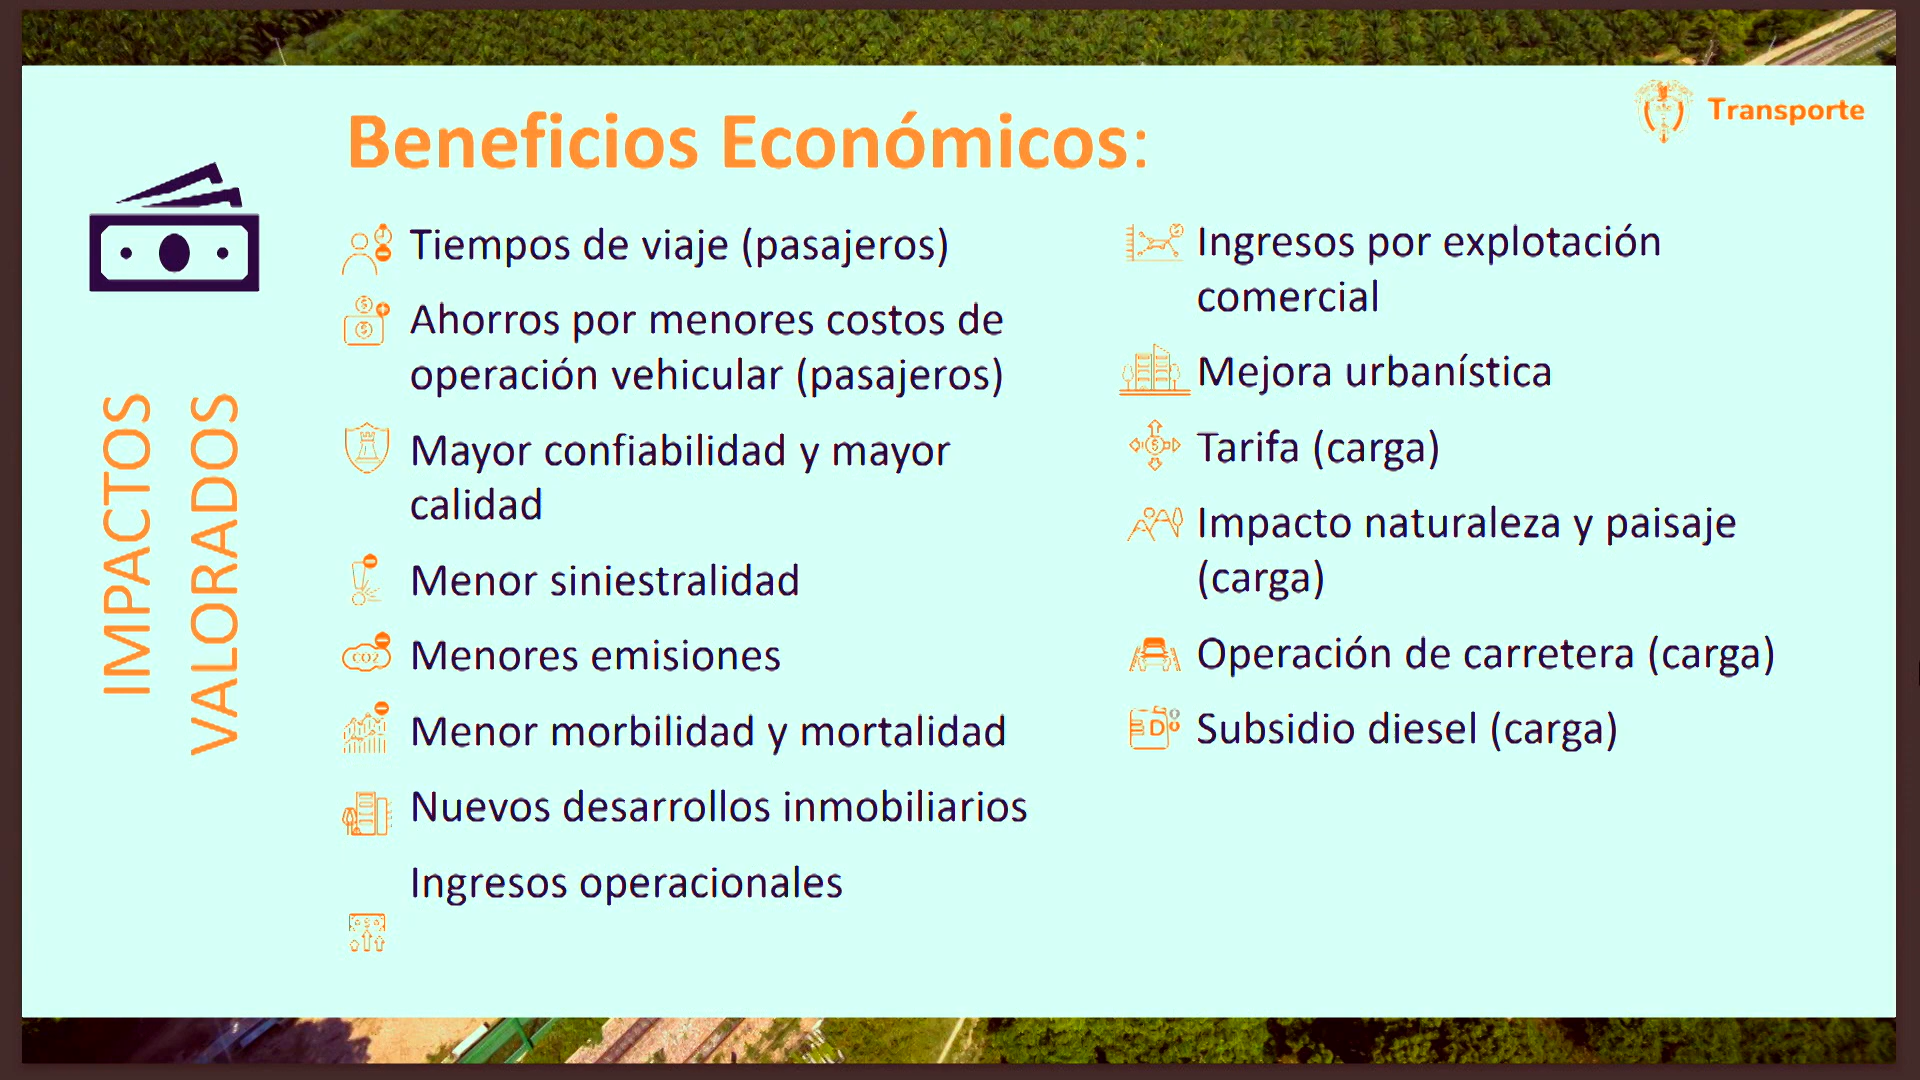 Transporte
Beneficios Económicos:
IMPACTOS
VALORADOS
Tiempos de viaje (pasajeros)
Ahorros por menores costos de
operación vehicular (pasajeros)
Mayor confiabilidad y mayor
calidad
Menor siniestralidad
CO2
Menores emisiones
Menor morbilidad y mortalidad
Nuevos desarrollos inmobiliarios
Ingresos operacionales
Ingresos por explotación
comercial
Mejora urbanística
Tarifa (carga)
Impacto naturaleza y paisaje
(carga)
Operación de carretera (carga)
D
Subsidio diesel (carga)